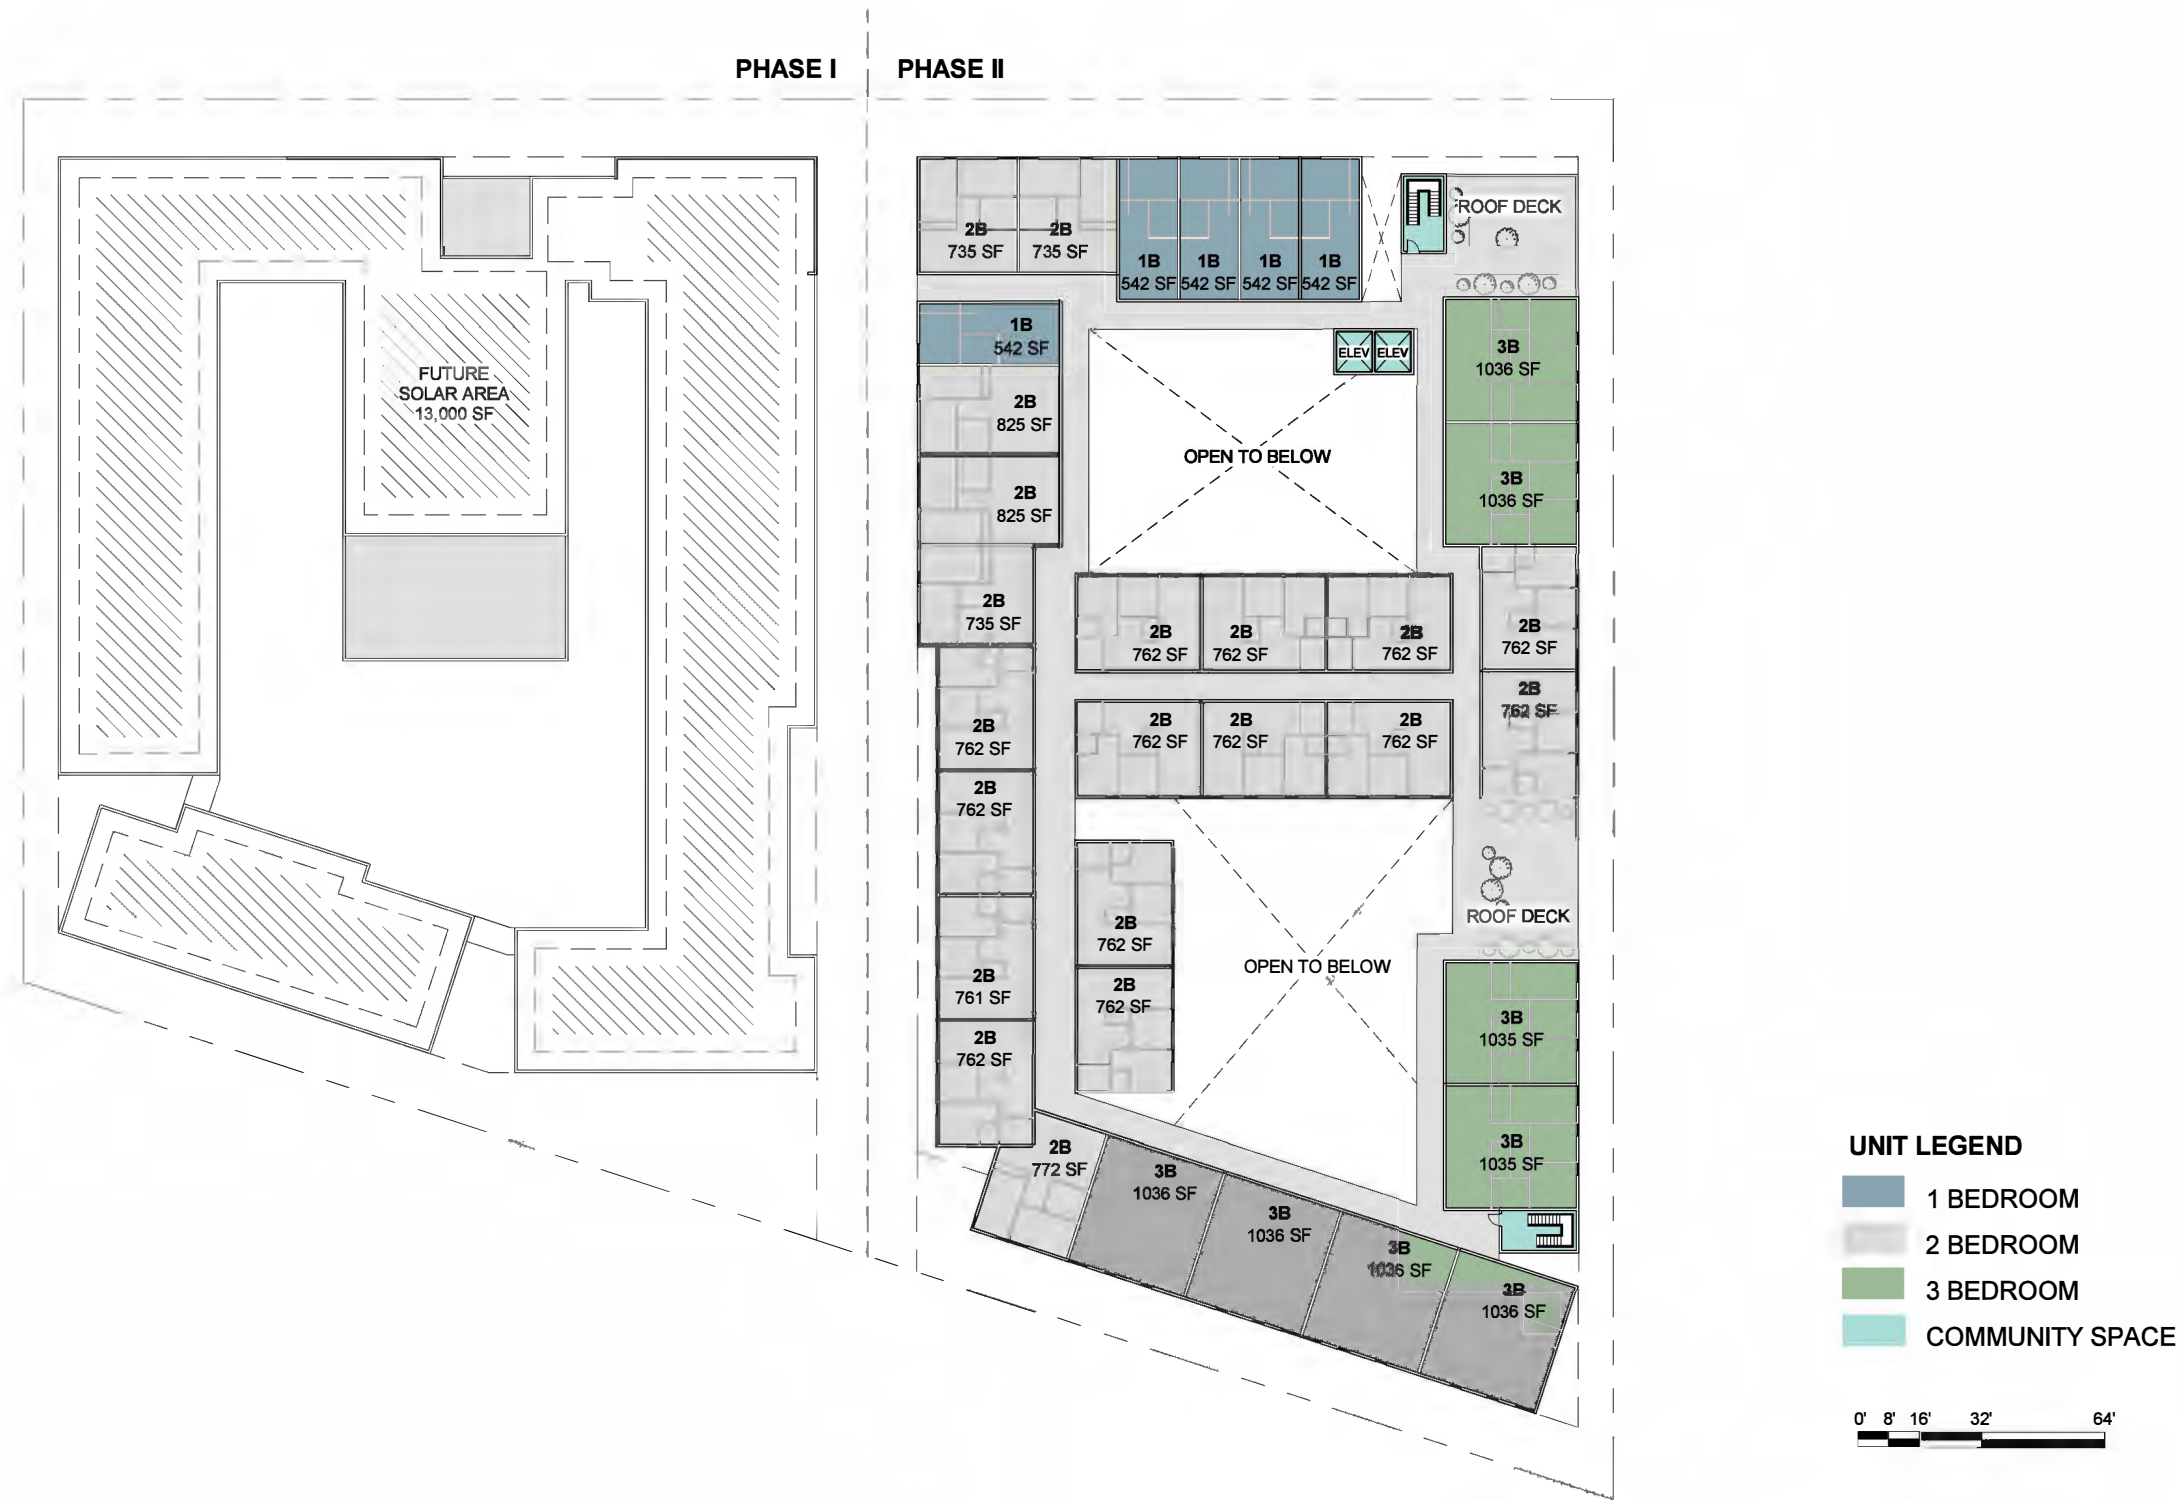 PHASE I
PHASE II
FUTURE
SOLAR AREA
13,000 SF
2B
735 SF
2B
735 SF
1B
542 SF
1B
542 SF
1B
542 SF
1B
542 SF
ROOF DECK
1B
542 SF
2B
825 SF
2B
825 SF
2B
735 SF
ELEV
ELEV
OPEN TO BELOW
3B
1036 SF
3B
1036 SF
2B
762 SF
2B
762 SF
2B
762 SF
2B
762 SF
2B
762 SF
2B
762 SF
2B
762 SF
2B
762 SF
2B
762 SF
2B
762 SF
2B
761 SF
2B
762 SF
2B
762 SF
2B
762 SF
OPEN TO BELOW
ROOF DECK
3B
1035 SF
3B
1035 SF
2B
772 SF
3B
1036 SF
3B
1036 SF
3B
1036 SF
3B
1036 SF
UNIT LEGEND
1 BEDROOM
2 BEDROOM
3 BEDROOM
COMMUNITY SPACE
0' 8' 16' 32' 64'